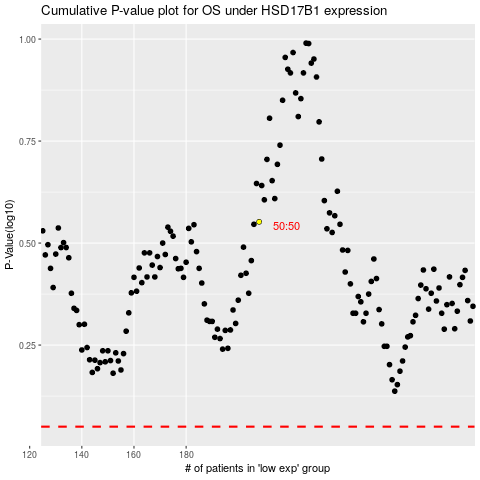 Cumulative P-value plot for OS under HSD17B1 expression
P-Value(log10)
1.00
0.75
0.50
0.25
50:50
120 140 160 180
# of patients in 'low exp' group